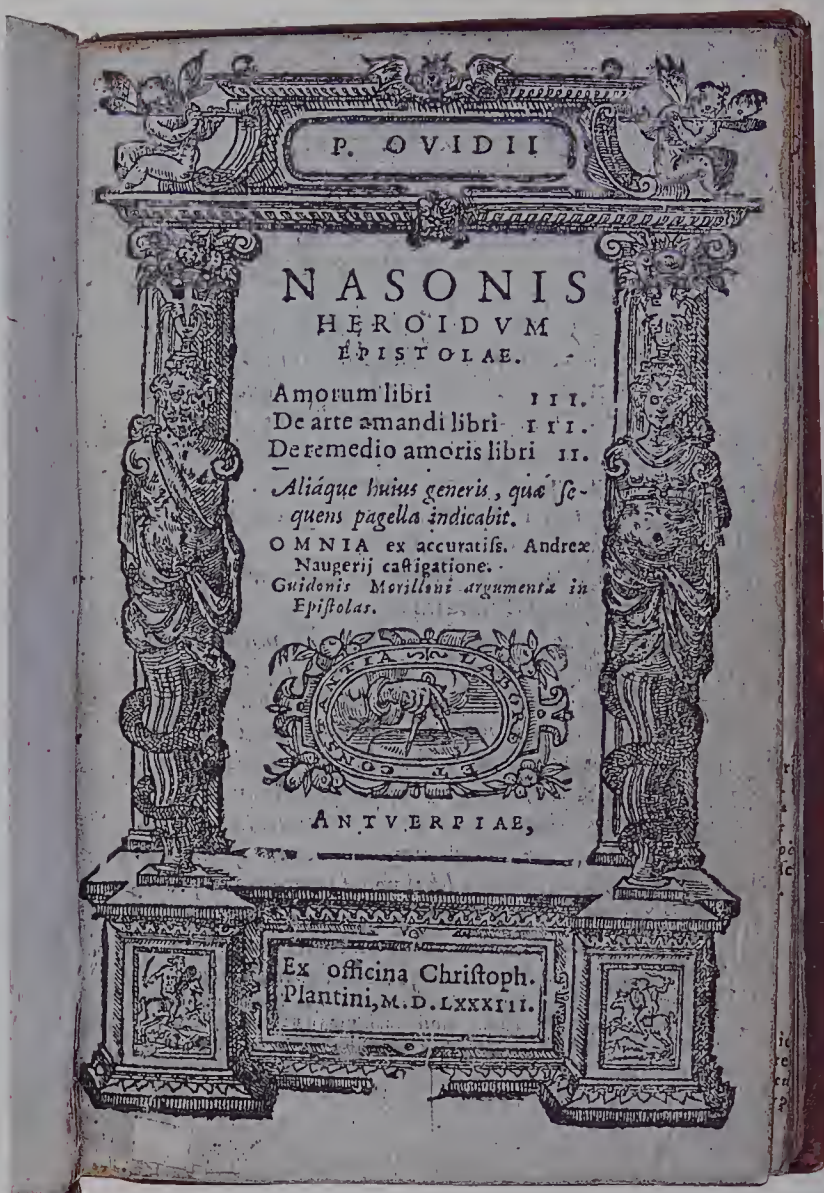 P. OVIDII
NASONIS
HEROIDVM
EPISTOLAE.
Amorum libri III.
De arte amandi libri III.
De remedio amoris libri II.
Aliáque huius generis, quæ se-
quens pagella indicabit.
OMNIA ex accuratiſs. Andreæ
Naugerij caſtigatione.
Guidonis Morilloni argumenta in
Epiſtolas.
LABORE ET CONSTANTIA
ANTVERPIAE,
Ex officina Chriſtoph.
Plantini, M. D. LXXXIII.